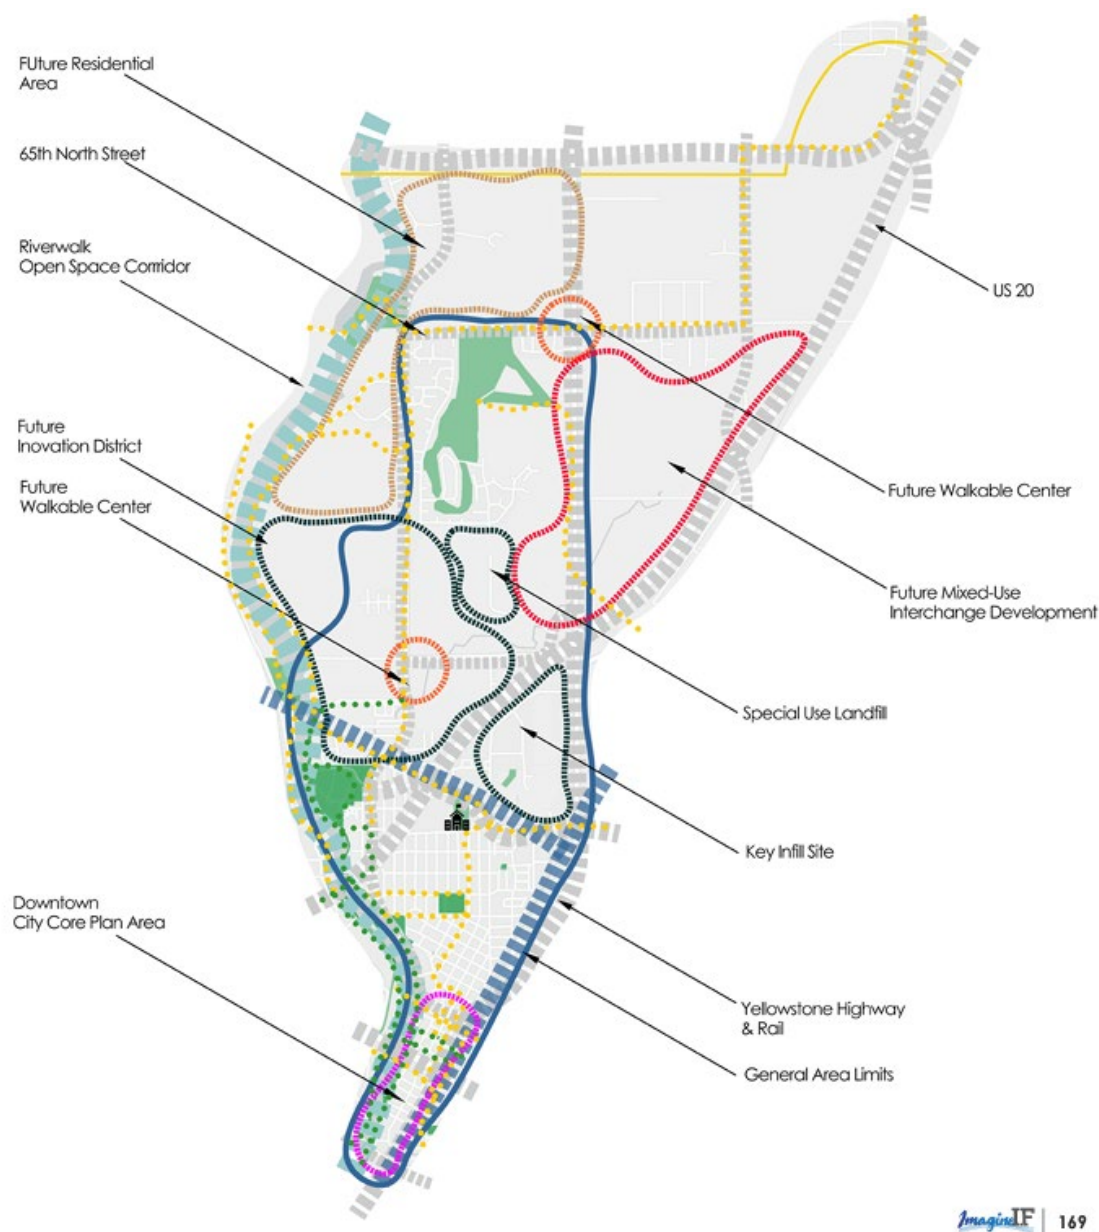 FUture Residential
Area
65th North Street
Riverwalk
Open Space Corrridor
US 20
Future
Inovation District
Future
Walkable Center
Future Walkable Center
Future Mixed-Use
Interchange Development
Special Use Landfill
Key Infill Site
Downtown
City Core Plan Area
Yellowstone Highway
& Rail
General Area Limits
ImagineIF | 169